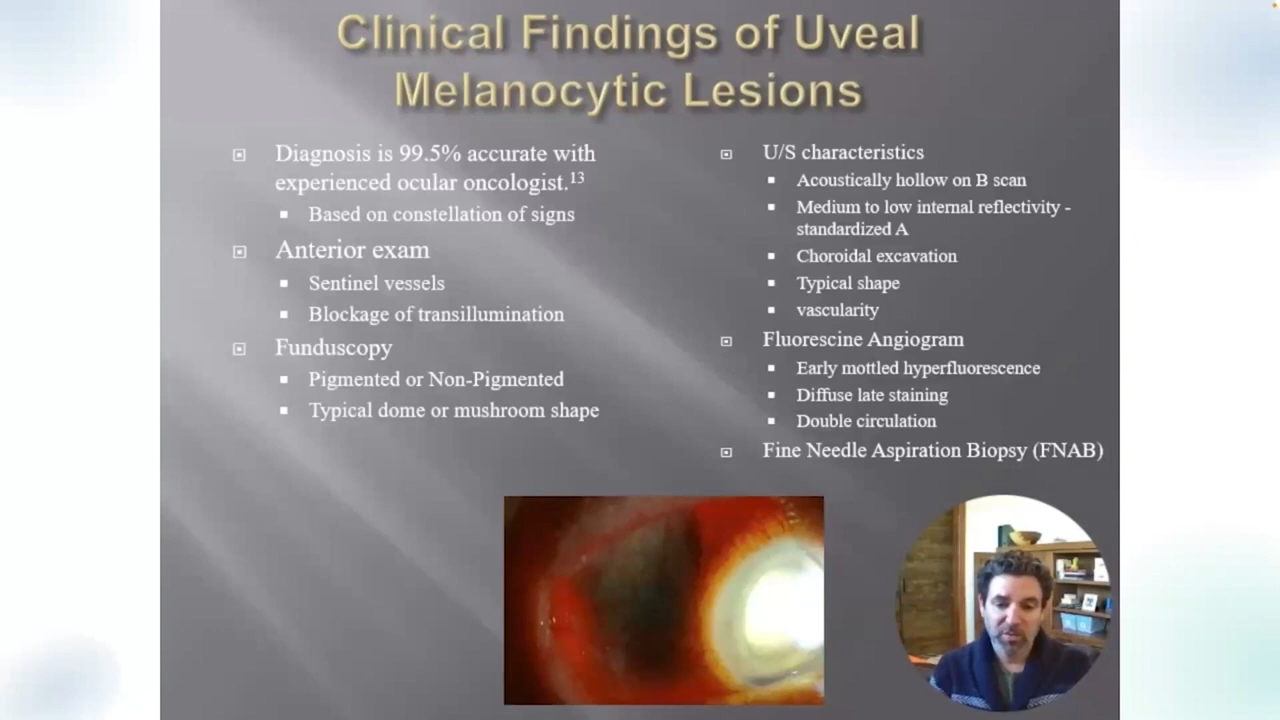 Clinical Findings of Uveal
Melanocytic Lesions
Diagnosis is 99.5% accurate with
experienced ocular oncologist.13
Based on constellation of signs
Anterior exam
Sentinel vessels
Blockage of transillumination
Funduscopy
Pigmented or Non-Pigmented
Typical dome or mushroom shape
U/S characteristics
Acoustically hollow on B scan
Medium to low internal reflectivity -
standardized A
Choroidal excavation
Typical shape
vascularity
Fluorescine Angiogram
Early mottled hyperfluorescence
Diffuse late staining
Double circulation
Fine Needle Aspiration Biopsy (FNAB)